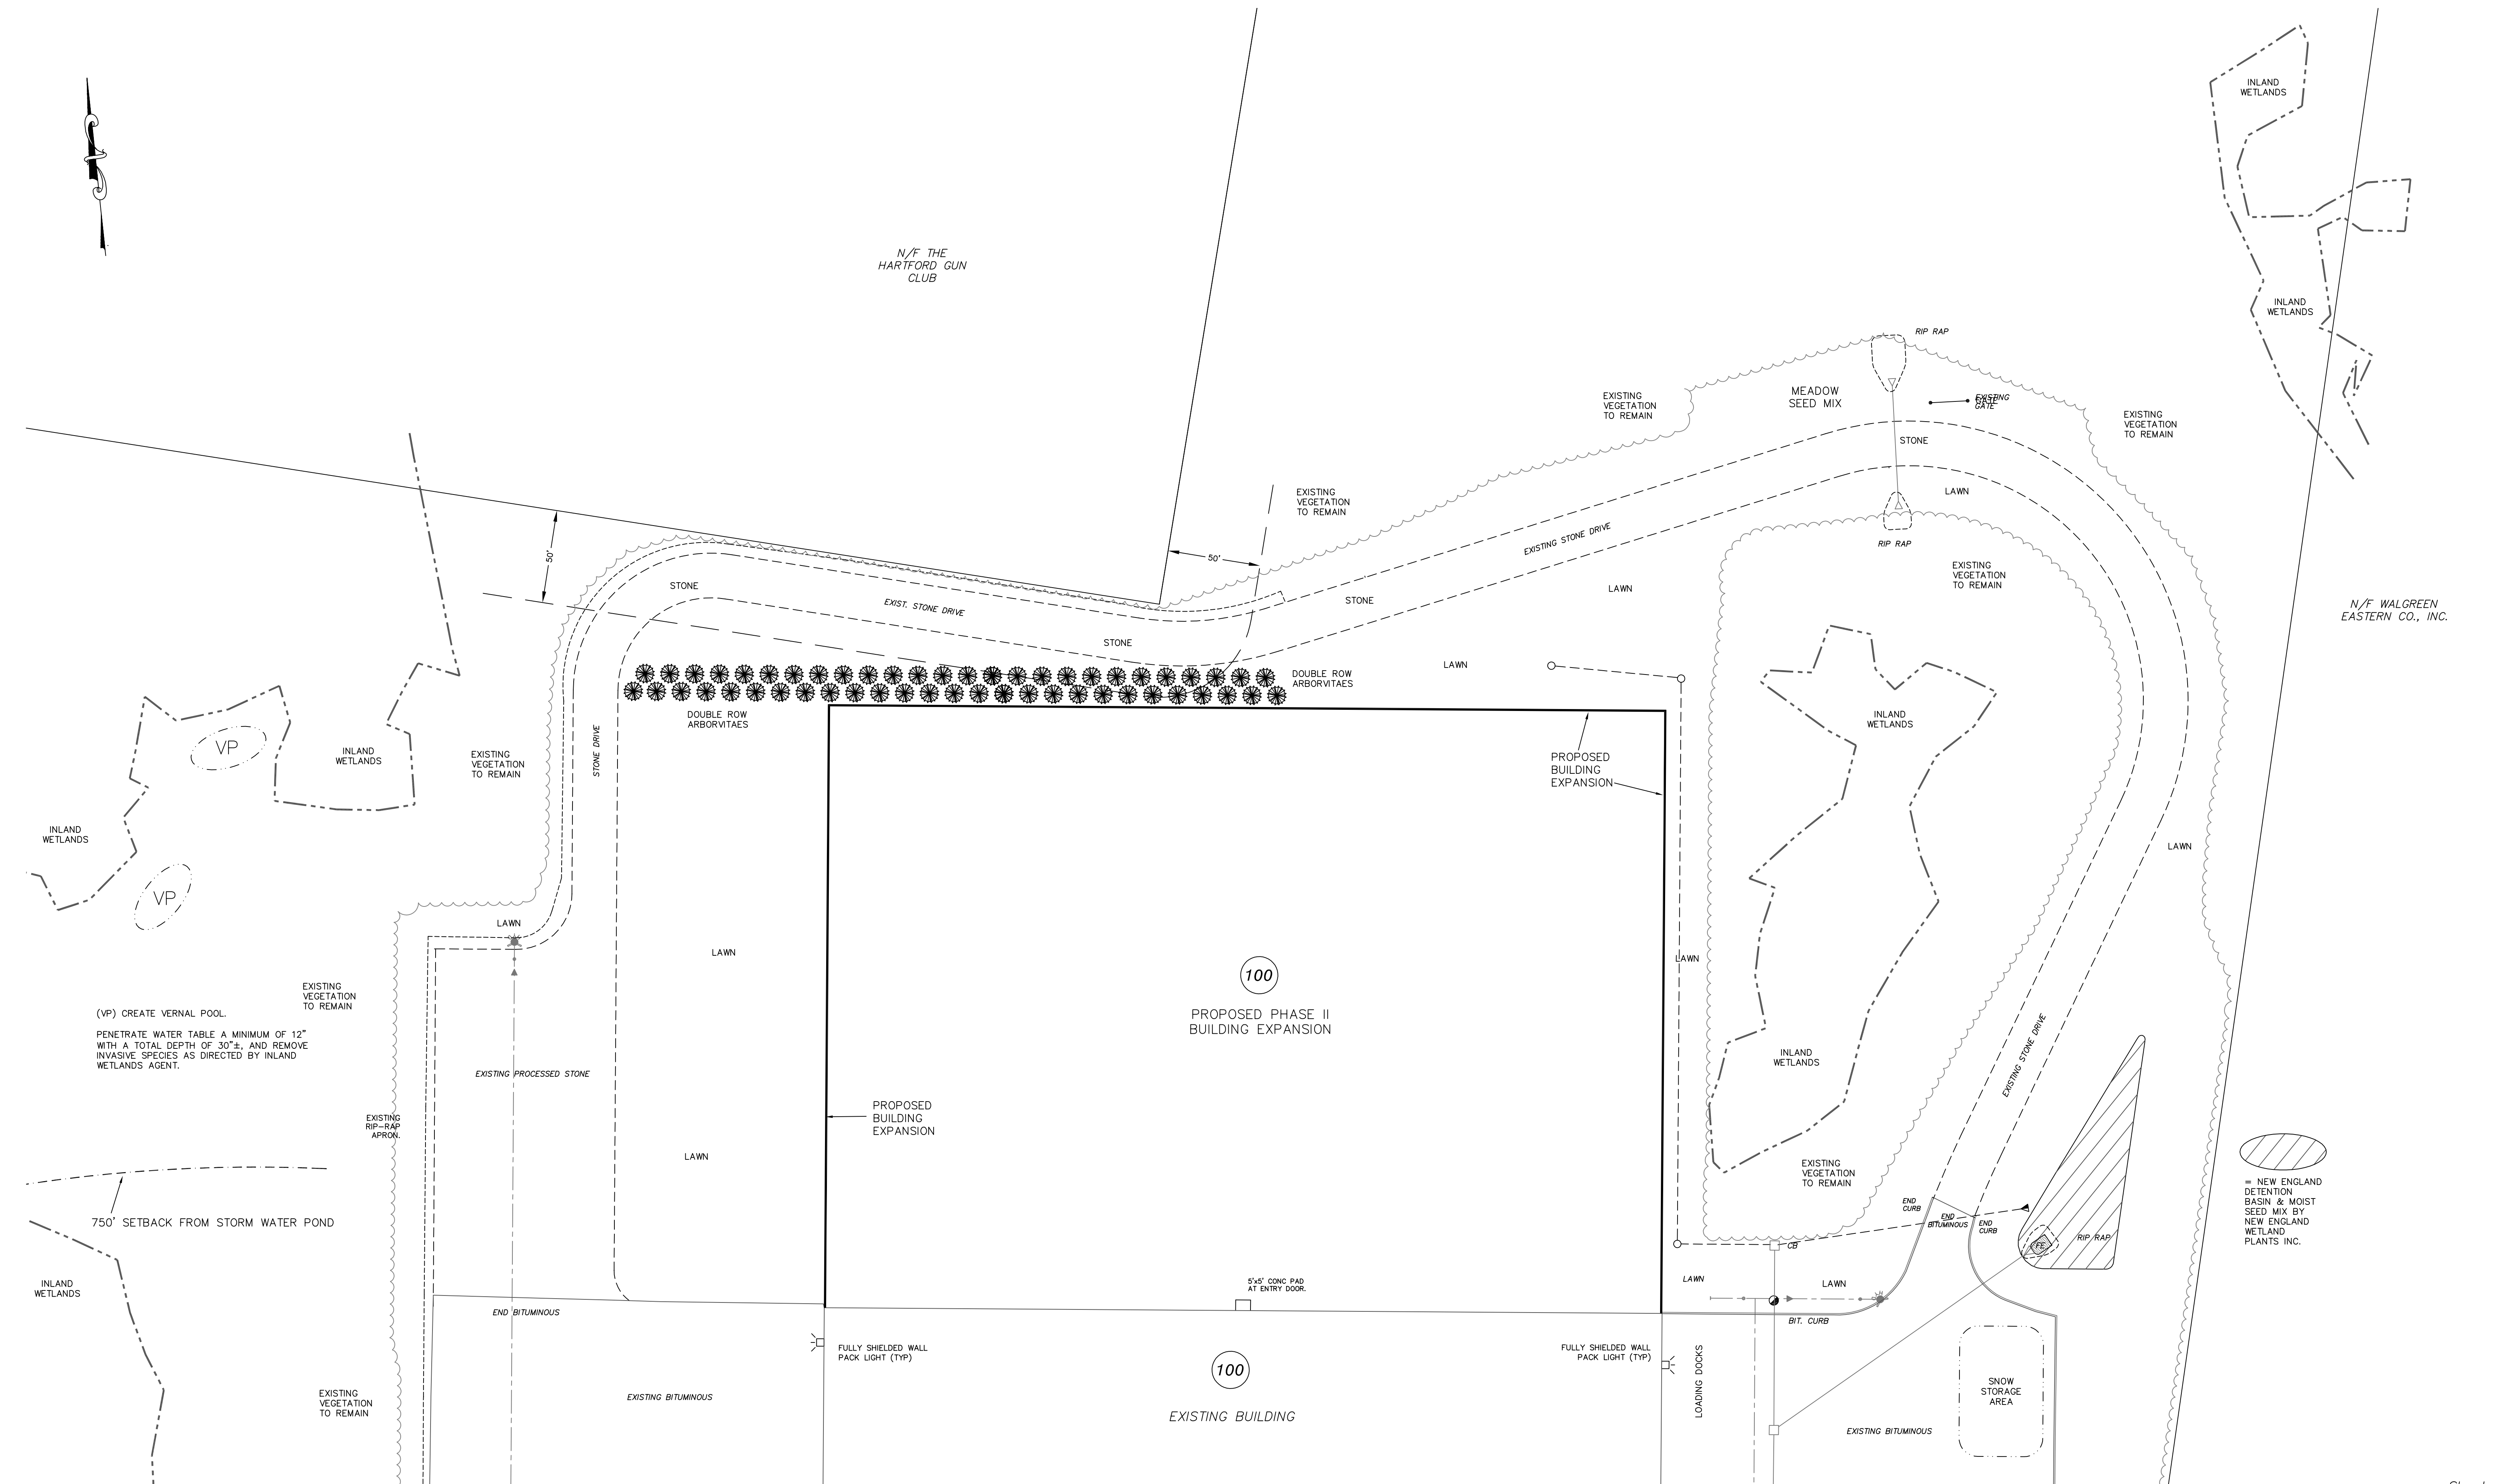 INLAND
WETLANDS
N/F THE
HARTFORD GUN
CLUB
INLAND
WETLANDS
RIP RAP
MEADOW
SEED MIX
EXISTING
VEGETATION
TO REMAIN
EXISTING
GATE
EXISTING
VEGETATION
TO REMAIN
STONE
EXISTING
VEGETATION
TO REMAIN
LAWN
50'
50'
EXISTING STONE DRIVE
RIP RAP
STONE
EXIST. STONE DRIVE
STONE
STONE
LAWN
EXISTING
VEGETATION
TO REMAIN
N/F WALGREEN
EASTERN CO., INC.
LAWN
DOUBLE ROW
ARBORVITAES
DOUBLE ROW
ARBORVITAES
INLAND
WETLANDS
VP
INLAND
WETLANDS
EXISTING
VEGETATION
TO REMAIN
STONE DRIVE
PROPOSED
BUILDING
EXPANSION
INLAND
WETLANDS
LAWN
VP
LAWN
LAWN
LAWN
100
PROPOSED PHASE II
BUILDING EXPANSION
EXISTING
VEGETATION
TO REMAIN
(VP) CREATE VERNAL POOL.
PENETRATE WATER TABLE A MINIMUM OF 12"
WITH A TOTAL DEPTH OF 30"±, AND REMOVE
INVASIVE SPECIES AS DIRECTED BY INLAND
WETLANDS AGENT.
EXISTING PROCESSED STONE
INLAND
WETLANDS
EXISTING STONE DRIVE
EXISTING
RIP-RAP
APRON.
PROPOSED
BUILDING
EXPANSION
LAWN
EXISTING
VEGETATION
TO REMAIN
= NEW ENGLAND
DETENTION
BASIN & MOIST
SEED MIX BY
NEW ENGLAND
WETLAND
PLANTS INC.
750' SETBACK FROM STORM WATER POND
END
CURB
END
BITUMINOUS
END
CURB
CB
FE
RIP RAP
INLAND
WETLANDS
5'x5' CONC PAD
AT ENTRY DOOR.
LAWN
LAWN
END BITUMINOUS
BIT. CURB
FULLY SHIELDED WALL
PACK LIGHT (TYP)
FULLY SHIELDED WALL
PACK LIGHT (TYP)
LOADING DOCKS
100
EXISTING BUILDING
EXISTING
VEGETATION
TO REMAIN
EXISTING BITUMINOUS
SNOW
STORAGE
AREA
EXISTING BITUMINOUS